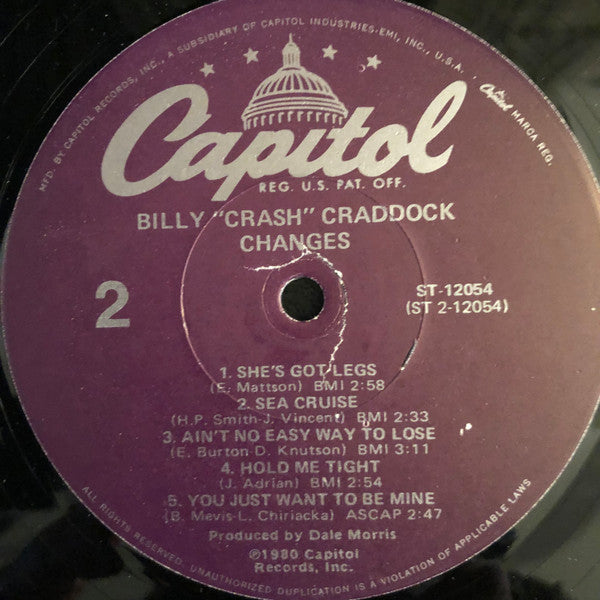 MFD. BY CAPITOL RECORDS, INC., A SUBSIDIARY OF CAPITOL INDUSTRIES-EMI, INC., U.S.A.
Capitol MARCA REG.
Capitol
REG. U.S. PAT. OFF.
BILLY "CRASH" CRADDOCK
CHANGES
2
ST-12054
(ST 2-12054)
1. SHE'S GOT LEGS
(E. Mattson) BMI 2:58
2. SEA CRUISE
(H.P. Smith-J. Vincent) BMI 2:33
3. AIN'T NO EASY WAY TO LOSE
(E. Burton-D. Knutson) BMI 3:11
4. HOLD ME TIGHT
(J. Adrian) BMI 2:54
5. YOU JUST WANT TO BE MINE
(B. Mevis-L. Chiriacka) ASCAP 2:47
Produced by Dale Morris
℗1980 Capitol
Records, Inc.
ALL RIGHTS RESERVED. UNAUTHORIZED DUPLICATION IS A VIOLATION OF APPLICABLE LAWS